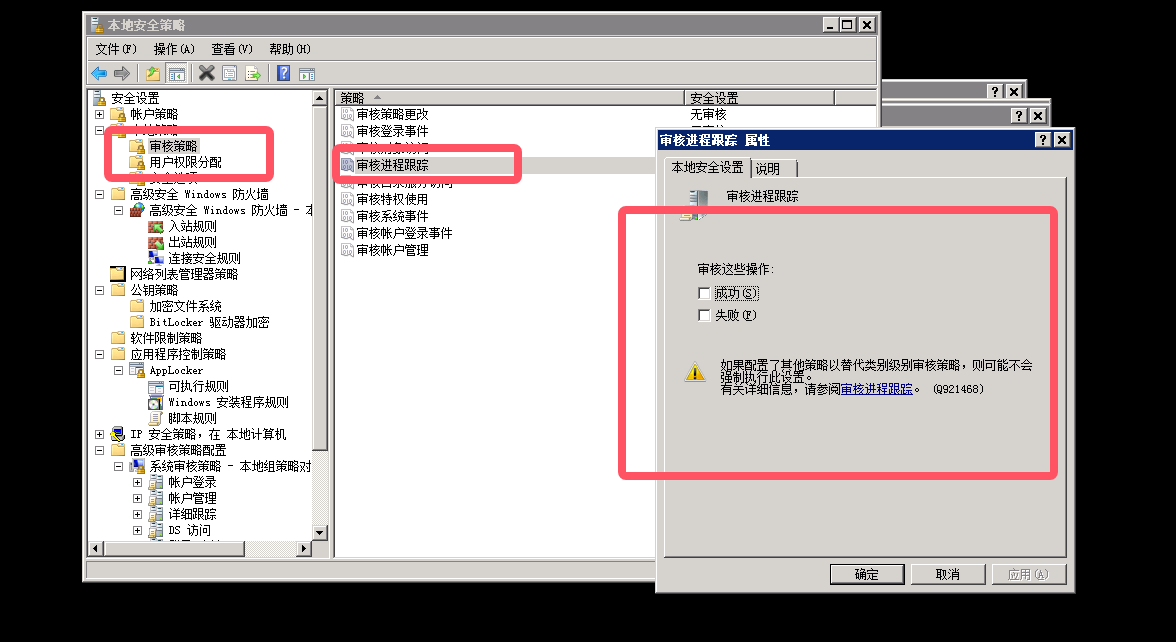 本地安全策略
文件(F) 操作(A) 查看(V) 帮助(H)
安全设置
帐户策略
审核策略
用户权限分配
高级安全 Windows 防火墙
高级安全 Windows 防火墙 - 本
入站规则
出站规则
连接安全规则
网络列表管理器策略
公钥策略
加密文件系统
BitLocker 驱动器加密
软件限制策略
应用程序控制策略
AppLocker
可执行规则
Windows 安装程序规则
脚本规则
IP 安全策略，在 本地计算机
高级审核策略配置
系统审核策略 - 本地组策略对
帐户登录
帐户管理
详细跟踪
DS 访问
策略 安全设置
审核策略更改 无审核
审核登录事件
审核进程跟踪
审核特权使用
审核系统事件
审核帐户登录事件
审核帐户管理
审核进程跟踪 属性
本地安全设置 说明
审核进程跟踪
审核这些操作:
成功(S)
失败(F)
如果配置了其他策略以替代类别级别审核策略，则可能不会
强制执行此设置。
有关详细信息，请参阅审核进程跟踪。 (Q921468)
确定 取消 应用(A)